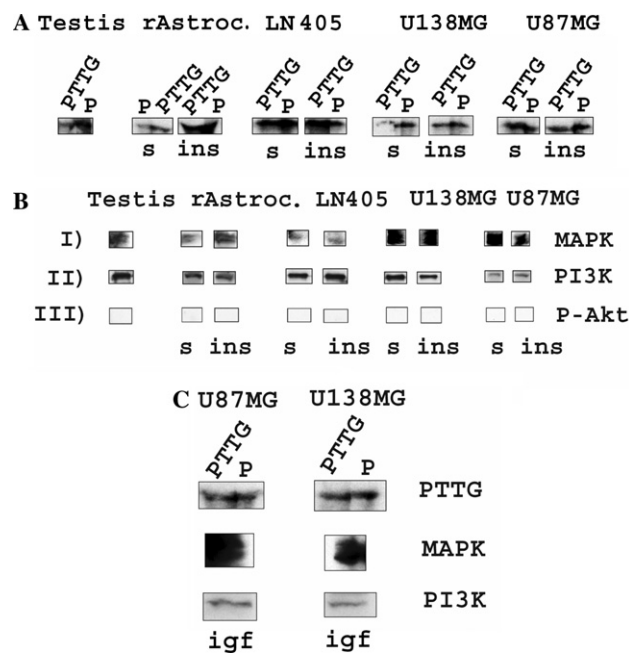 A Testis rAstroc. LN405 U138MG U87MG
PTTG P P PTTG PTTG P PTTG P PTTG P PTTG P PTTG P PTTG P PTTG P
s ins s ins s ins s ins
B Testis rAstroc. LN405 U138MG U87MG
I) MAPK
II) PI3K
III) P-Akt
s ins s ins s ins s ins
C U87MG U138MG
PTTG P PTTG P
PTTG
MAPK
PI3K
igf igf